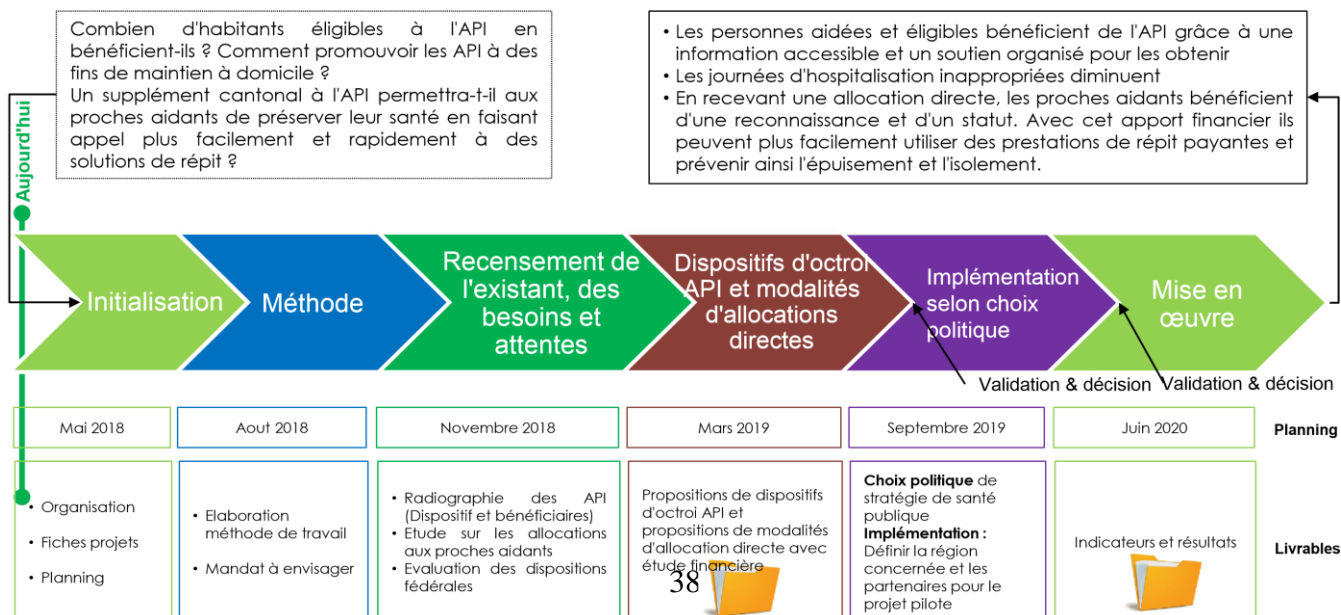 Combien d'habitants éligibles à l'API en
bénéficient-ils ? Comment promouvoir les API à des
fins de maintien à domicile ?
Un supplément cantonal à l'API permettra-t-il aux
proches aidants de préserver leur santé en faisant
appel plus facilement et rapidement à des
solutions de répit ?
• Les personnes aidées et éligibles bénéficient de l'API grâce à une
information accessible et un soutien organisé pour les obtenir
• Les journées d'hospitalisation inappropriées diminuent
• En recevant une allocation directe, les proches aidants bénéficient
d'une reconnaissance et d'un statut. Avec cet apport financier ils
peuvent plus facilement utiliser des prestations de répit payantes et
prévenir ainsi l'épuisement et l'isolement.
Aujourd'hui
Initialisation
Méthode
Recensement de
l'existant, des
besoins et
attentes
Dispositifs d'octroi
API et modalités
d'allocations
directes
Implémentation
selon choix
politique
Mise en
œuvre
Validation & décision
Validation & décision
Mai 2018
Aout 2018
Novembre 2018
Mars 2019
Septembre 2019
Juin 2020
Planning
• Organisation
• Fiches projets
• Planning
• Elaboration
méthode de travail
• Mandat à envisager
• Radiographie des API
(Dispositif et bénéficiaires)
• Etude sur les allocations
aux proches aidants
• Evaluation des dispositions
fédérales
Propositions de dispositifs
d'octroi API et
propositions de modalités
d'allocation directe avec
étude financière
Choix politique de
stratégie de santé
publique
Implémentation :
Définir la région
concernée et les
partenaires pour le
projet pilote
Indicateurs et résultats
Livrables
38